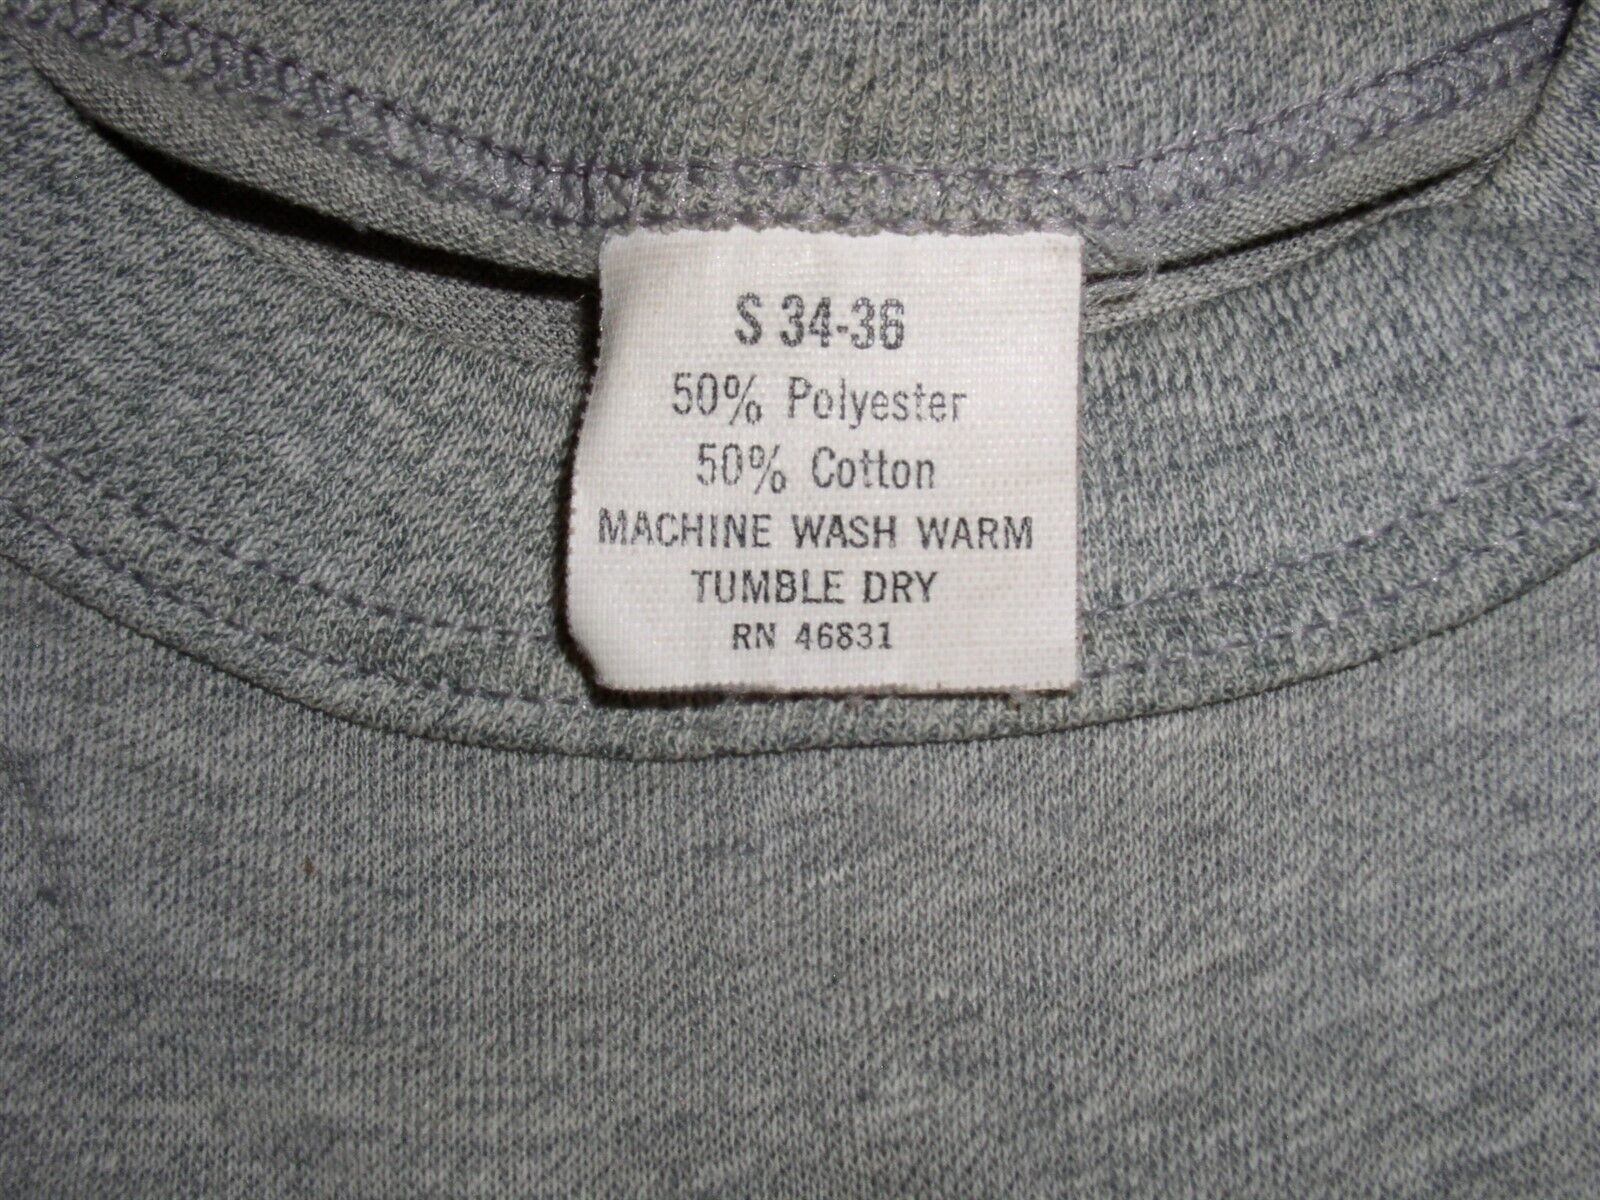 S 34-36
50% Polyester
50% Cotton
MACHINE WASH WARM
TUMBLE DRY
RN 46831